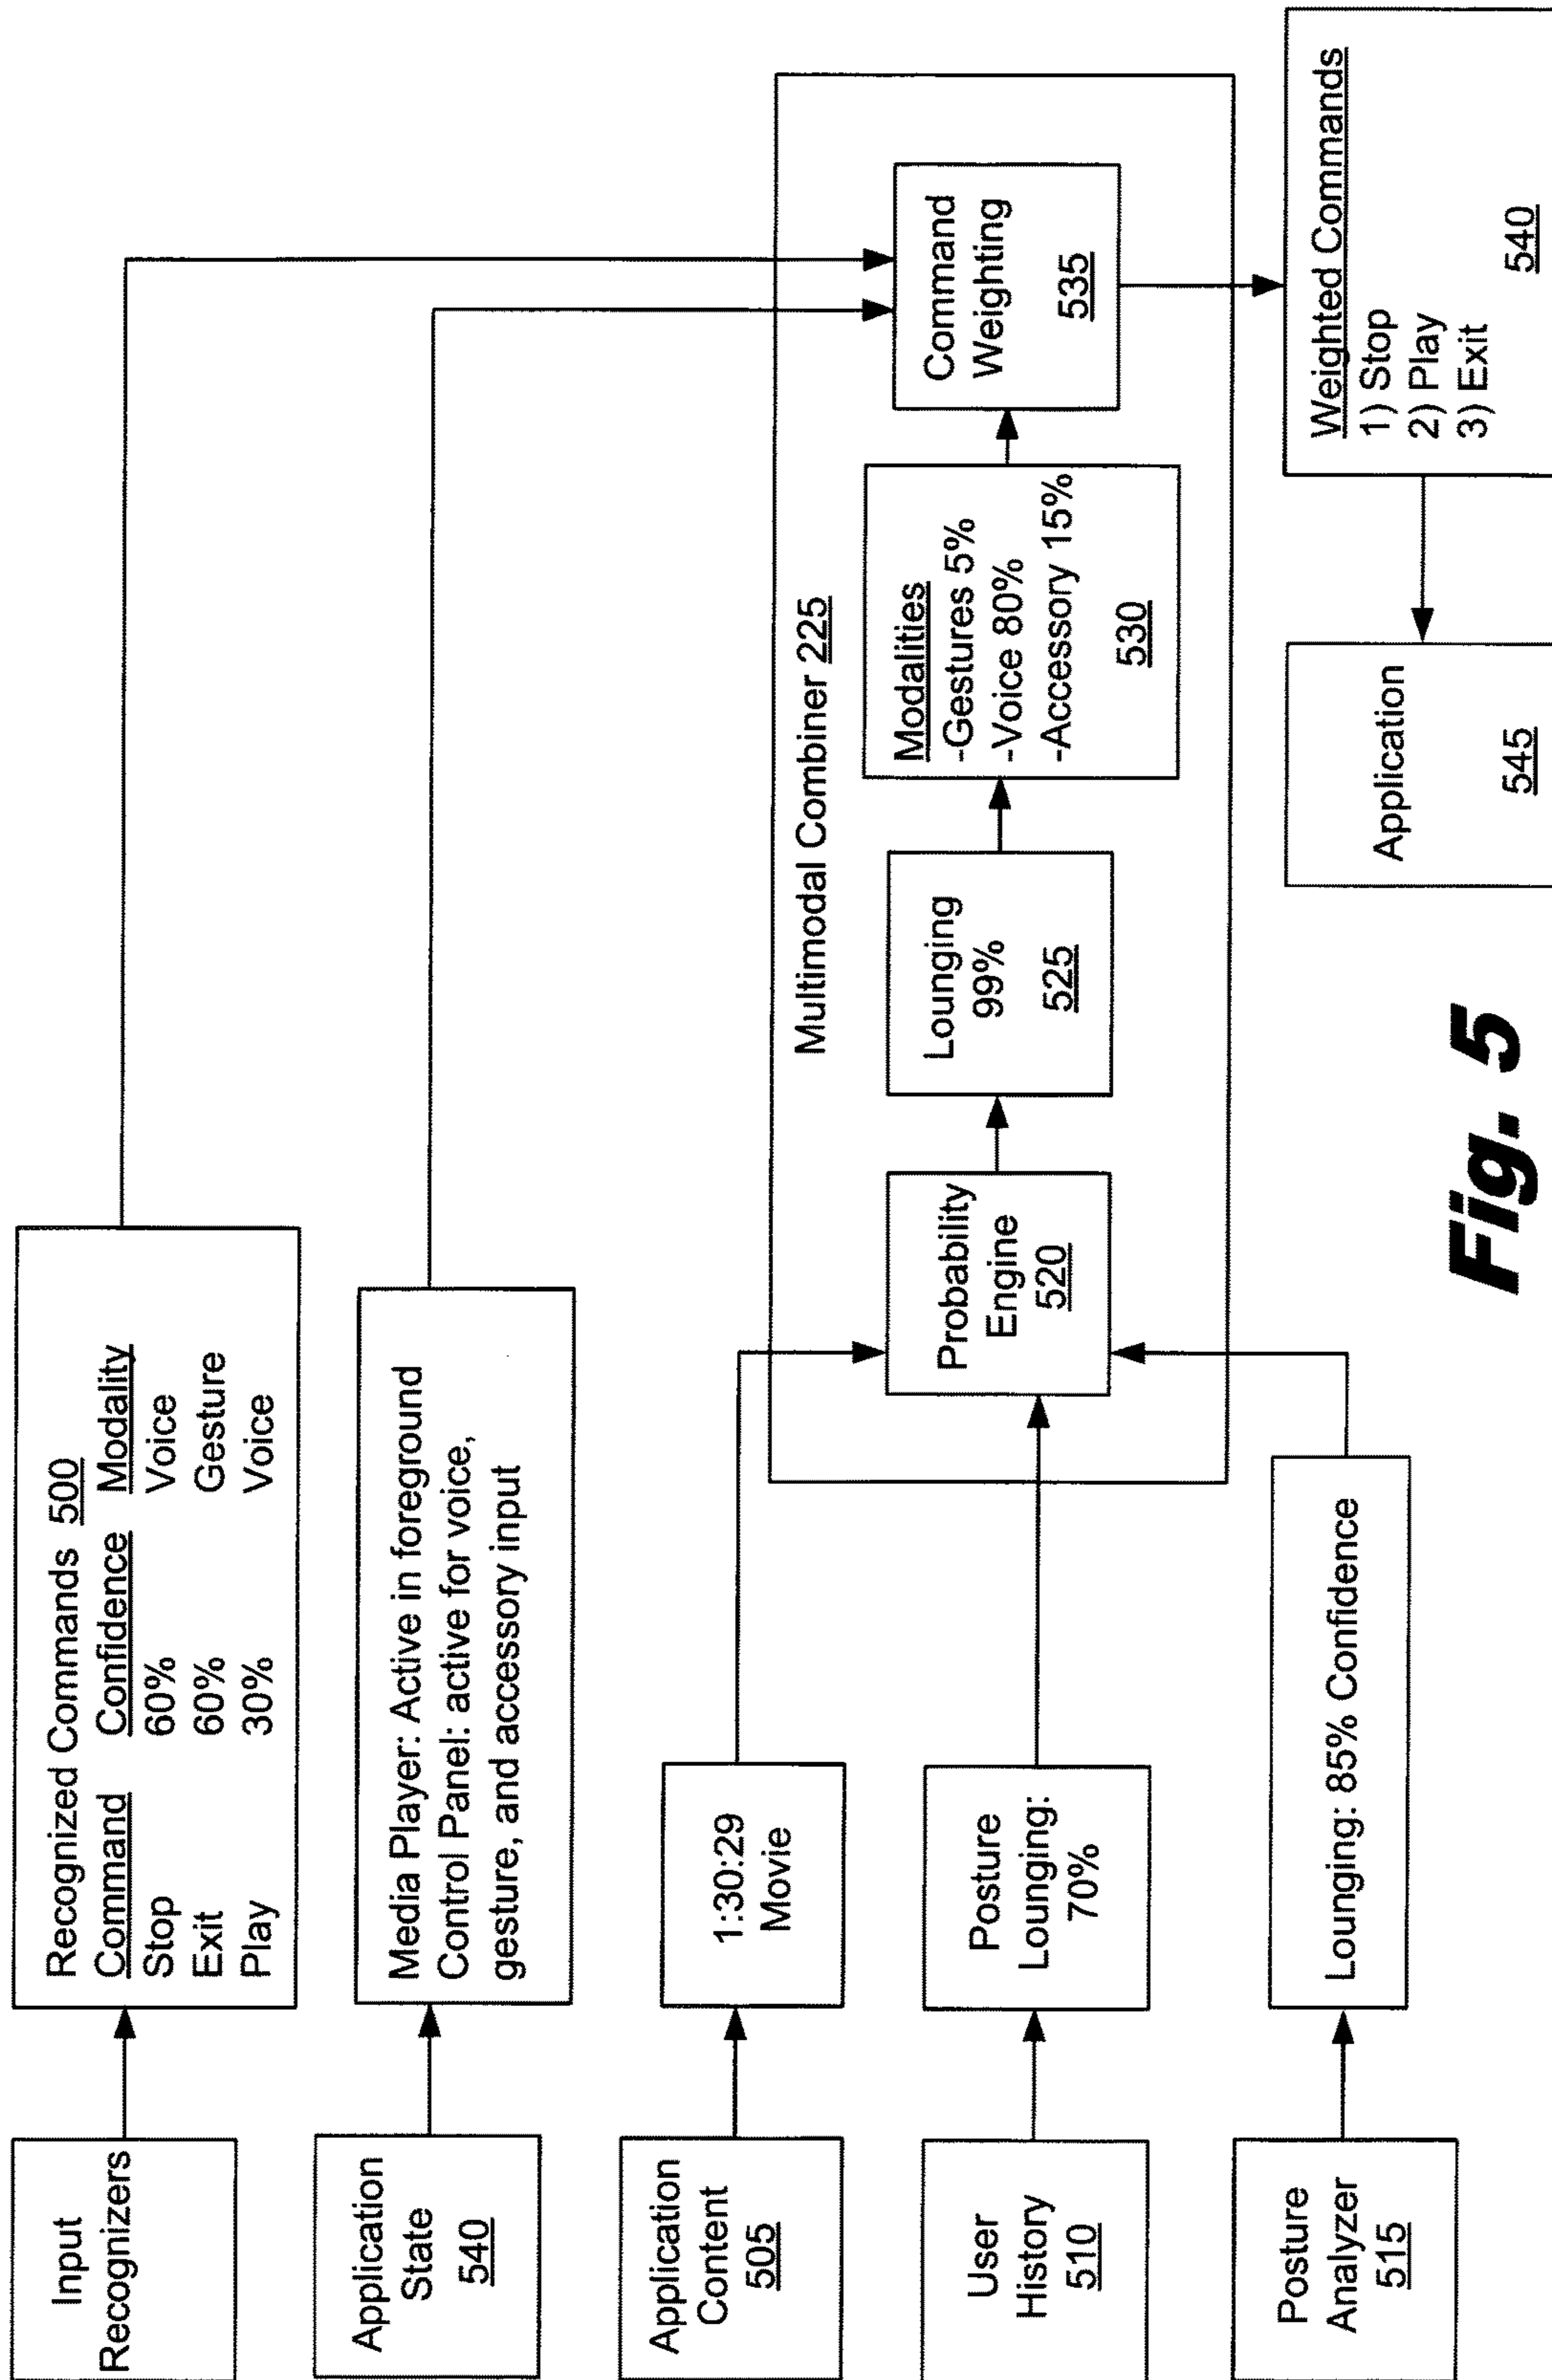 Input
Recognizers
Recognized Commands 500
Command Confidence Modality
Stop 60% Voice
Exit 60% Gesture
Play 30% Voice
Application
State
540
Media Player: Active in foreground
Control Panel: active for voice,
gesture, and accessory input
Application
Content
505
1:30:29
Movie
User
History
510
Posture
Lounging:
70%
Posture
Analyzer
515
Lounging: 85% Confidence
Multimodal Combiner 225
Probability
Engine
520
Lounging
99%
525
Modalities
-Gestures 5%
-Voice 80%
-Accessory 15%
530
Command
Weighting
535
Weighted Commands
1) Stop
2) Play
3) Exit
540
Application
545
Fig. 5